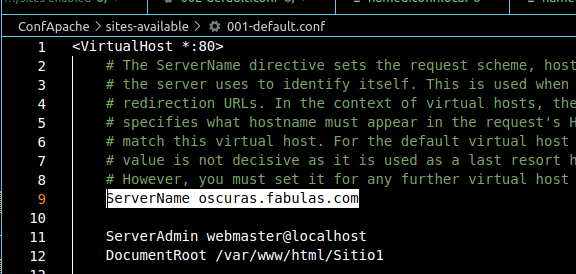 ConfApache > sites-available > 001-default.conf
1 <VirtualHost *:80>
2 # The ServerName directive sets the request scheme, host
3 # the server uses to identify itself. This is used when
4 # redirection URLs. In the context of virtual hosts, the
5 # specifies what hostname must appear in the request's H
6 # match this virtual host. For the default virtual host
7 # value is not decisive as it is used as a last resort h
8 # However, you must set it for any further virtual host
9 ServerName oscuras.fabulas.com
10
11 ServerAdmin webmaster@localhost
12 DocumentRoot /var/www/html/Sitio1